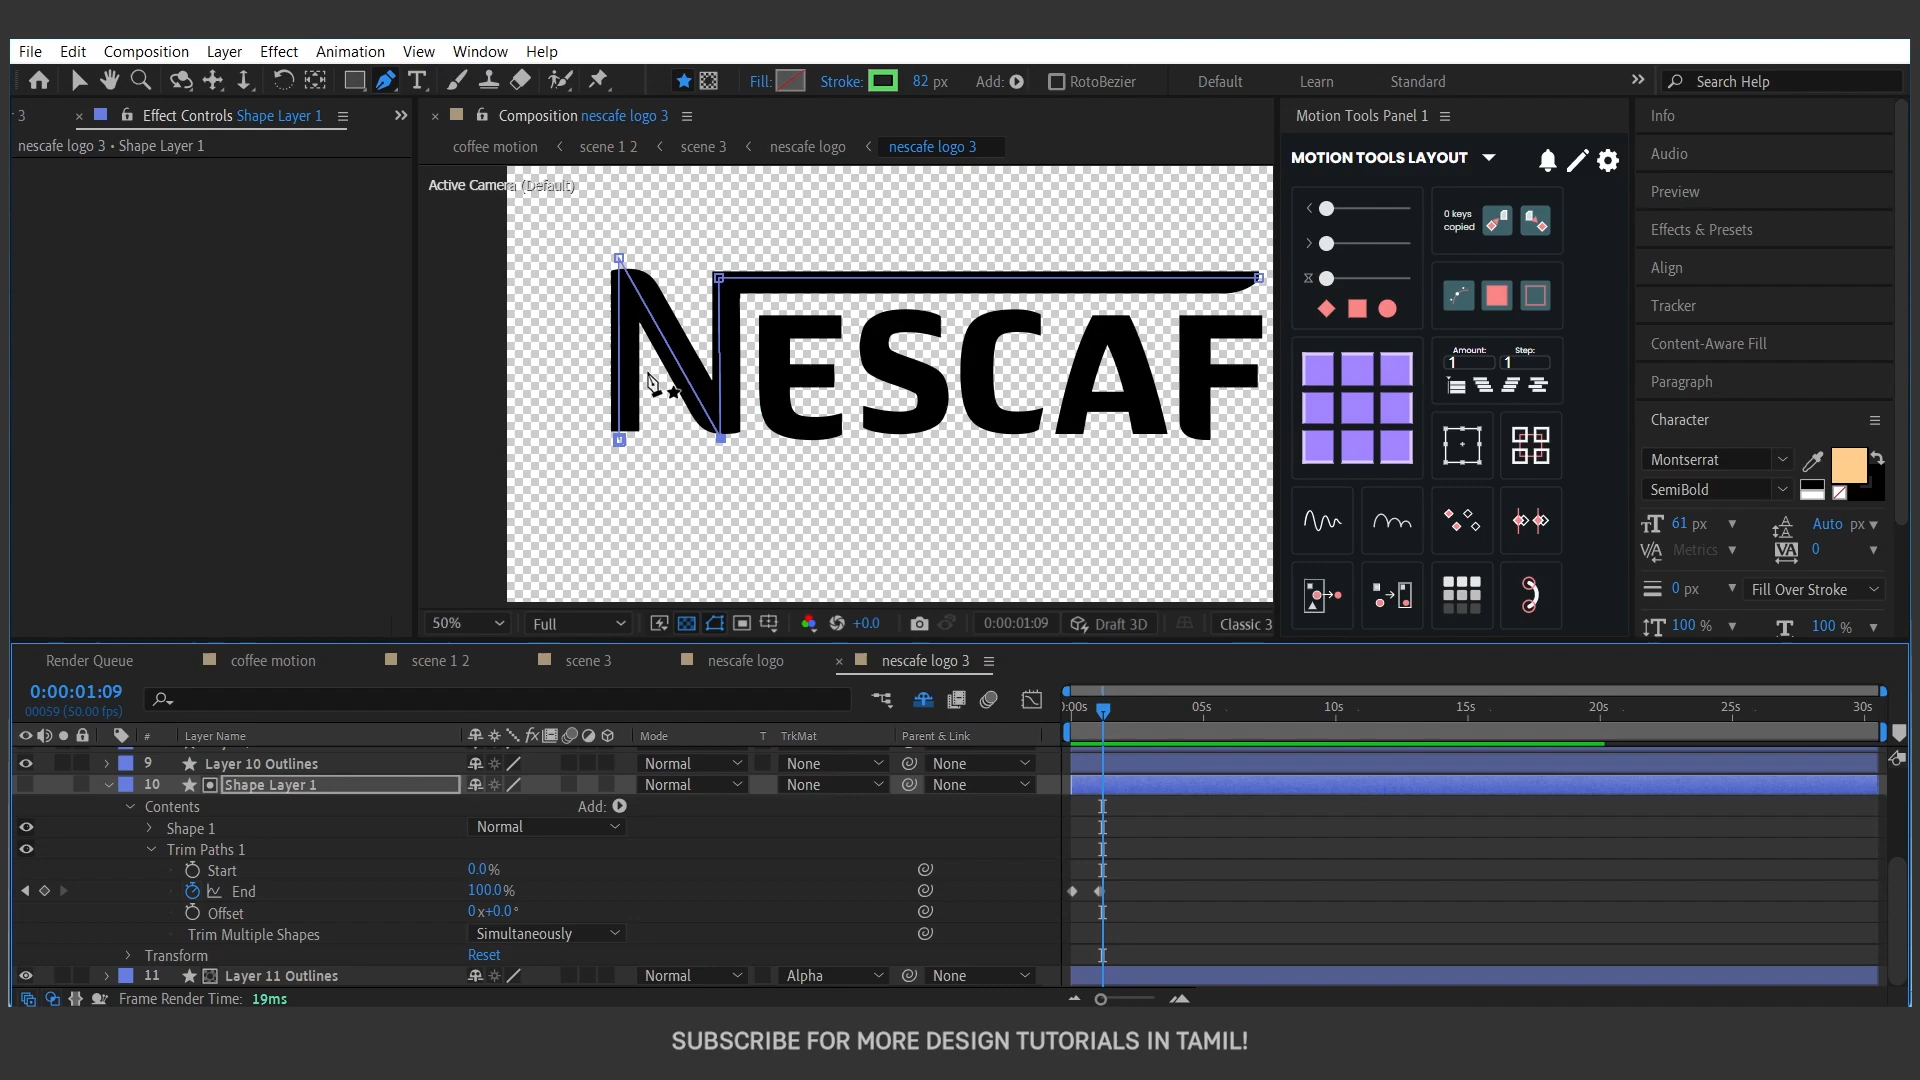 File Edit Composition Layer Effect Animation View Window Help
Fill: Stroke: 82 px Add: RotoBezier Default Learn Standard Search Help
3 Effect Controls Shape Layer 1
nescafe logo 3 • Shape Layer 1
Composition nescafe logo 3
coffee motion scene 1 2 scene 3 nescafe logo nescafe logo 3
Active Camera (Default)
NESCAF
50% Full +0.0 0:00:01:09 Draft 3D Classic 3
Motion Tools Panel 1
MOTION TOOLS LAYOUT
0 keys
copied
Amount: Step:
1 1
Info
Audio
Preview
Effects & Presets
Align
Tracker
Content-Aware Fill
Paragraph
Character
Montserrat
SemiBold
61 px Auto px
Metrics 0
0 px Fill Over Stroke
100 % 100 %
Render Queue coffee motion scene 1 2 scene 3 nescafe logo nescafe logo 3
0:00:01:09
00059 (50.00 fps)
# Layer Name Mode T TrkMat Parent & Link
):00s 05s 10s 15s 20s 25s 30s
9 Layer 10 Outlines Normal None None
10 Shape Layer 1 Normal None None
Contents Add:
Shape 1 Normal
Trim Paths 1
Start 0.0%
End 100.0%
Offset 0x+0.0°
Trim Multiple Shapes Simultaneously
Transform Reset
11 Layer 11 Outlines Normal Alpha None
Frame Render Time: 19ms
SUBSCRIBE FOR MORE DESIGN TUTORIALS IN TAMIL!